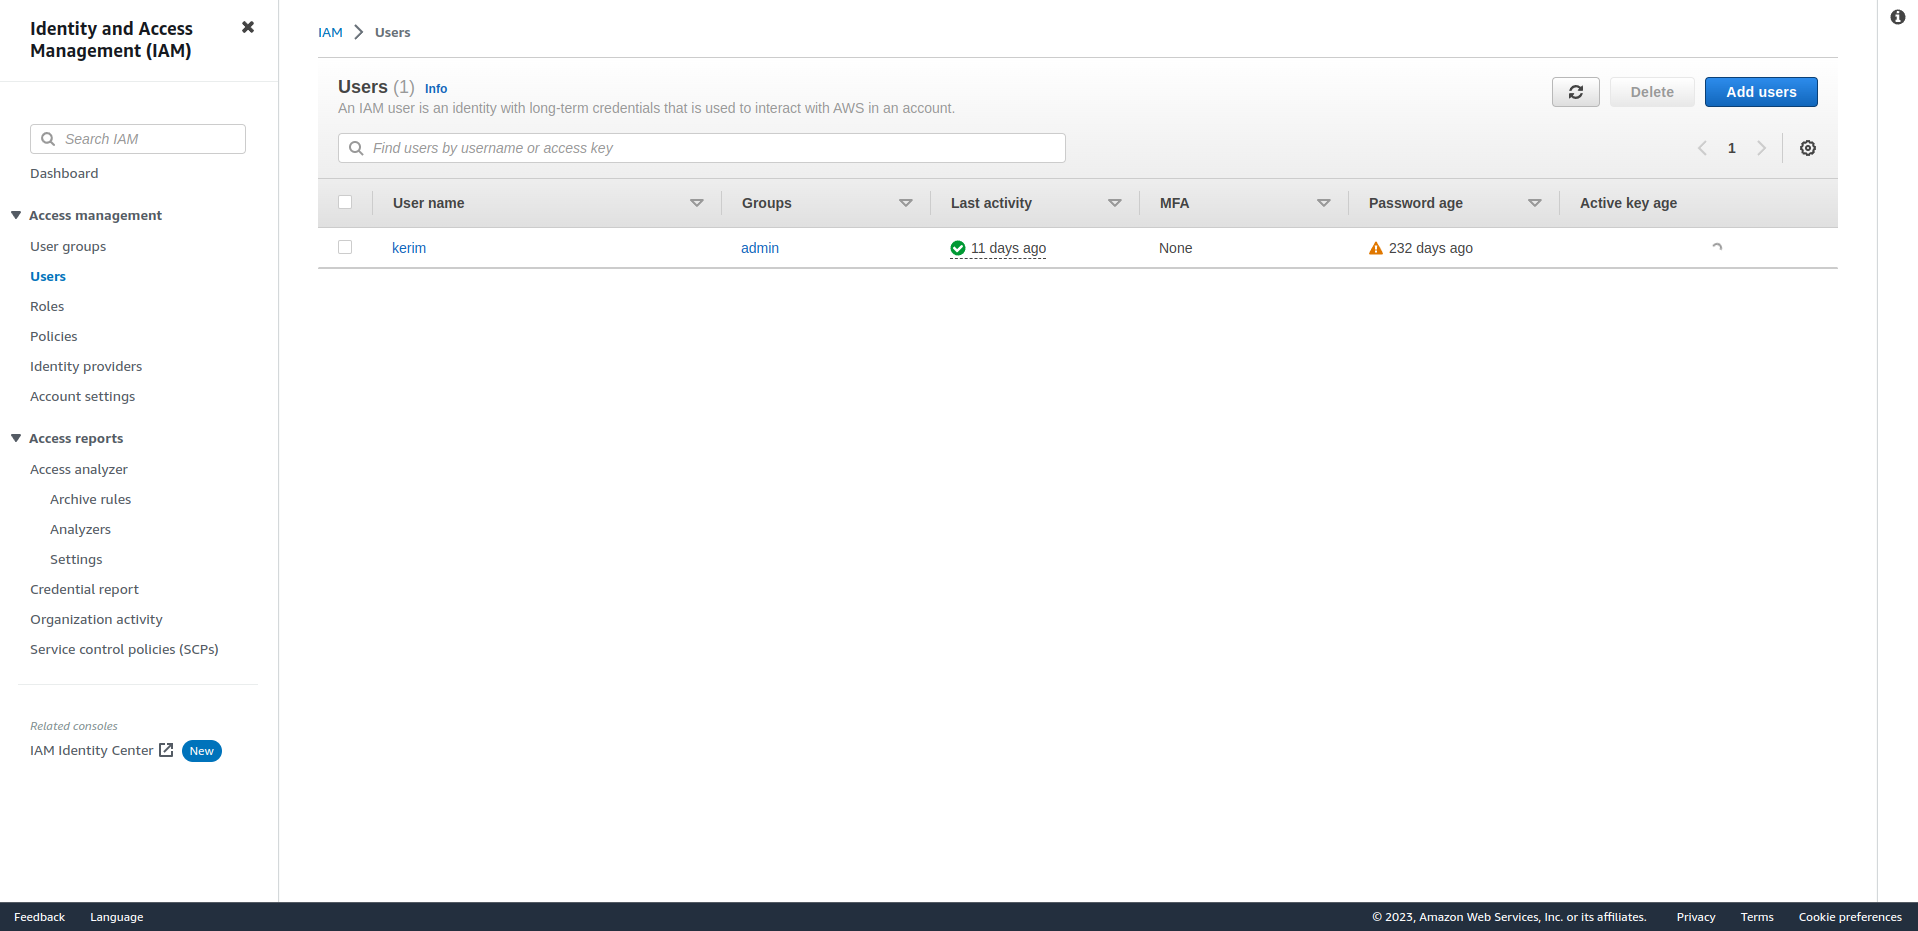 Identity and Access
Management (IAM)
Search IAM
Dashboard
Access management
User groups
Users
Roles
Policies
Identity providers
Account settings
Access reports
Access analyzer
Archive rules
Analyzers
Settings
Credential report
Organization activity
Service control policies (SCPs)
Related consoles
IAM Identity Center New
IAM > Users
Users (1) Info
An IAM user is an identity with long-term credentials that is used to interact with AWS in an account.
Delete
Add users
Find users by username or access key
1
User name Groups Last activity MFA Password age Active key age
kerim admin 11 days ago None 232 days ago
Feedback Language © 2023, Amazon Web Services, Inc. or its affiliates. Privacy Terms Cookie preferences